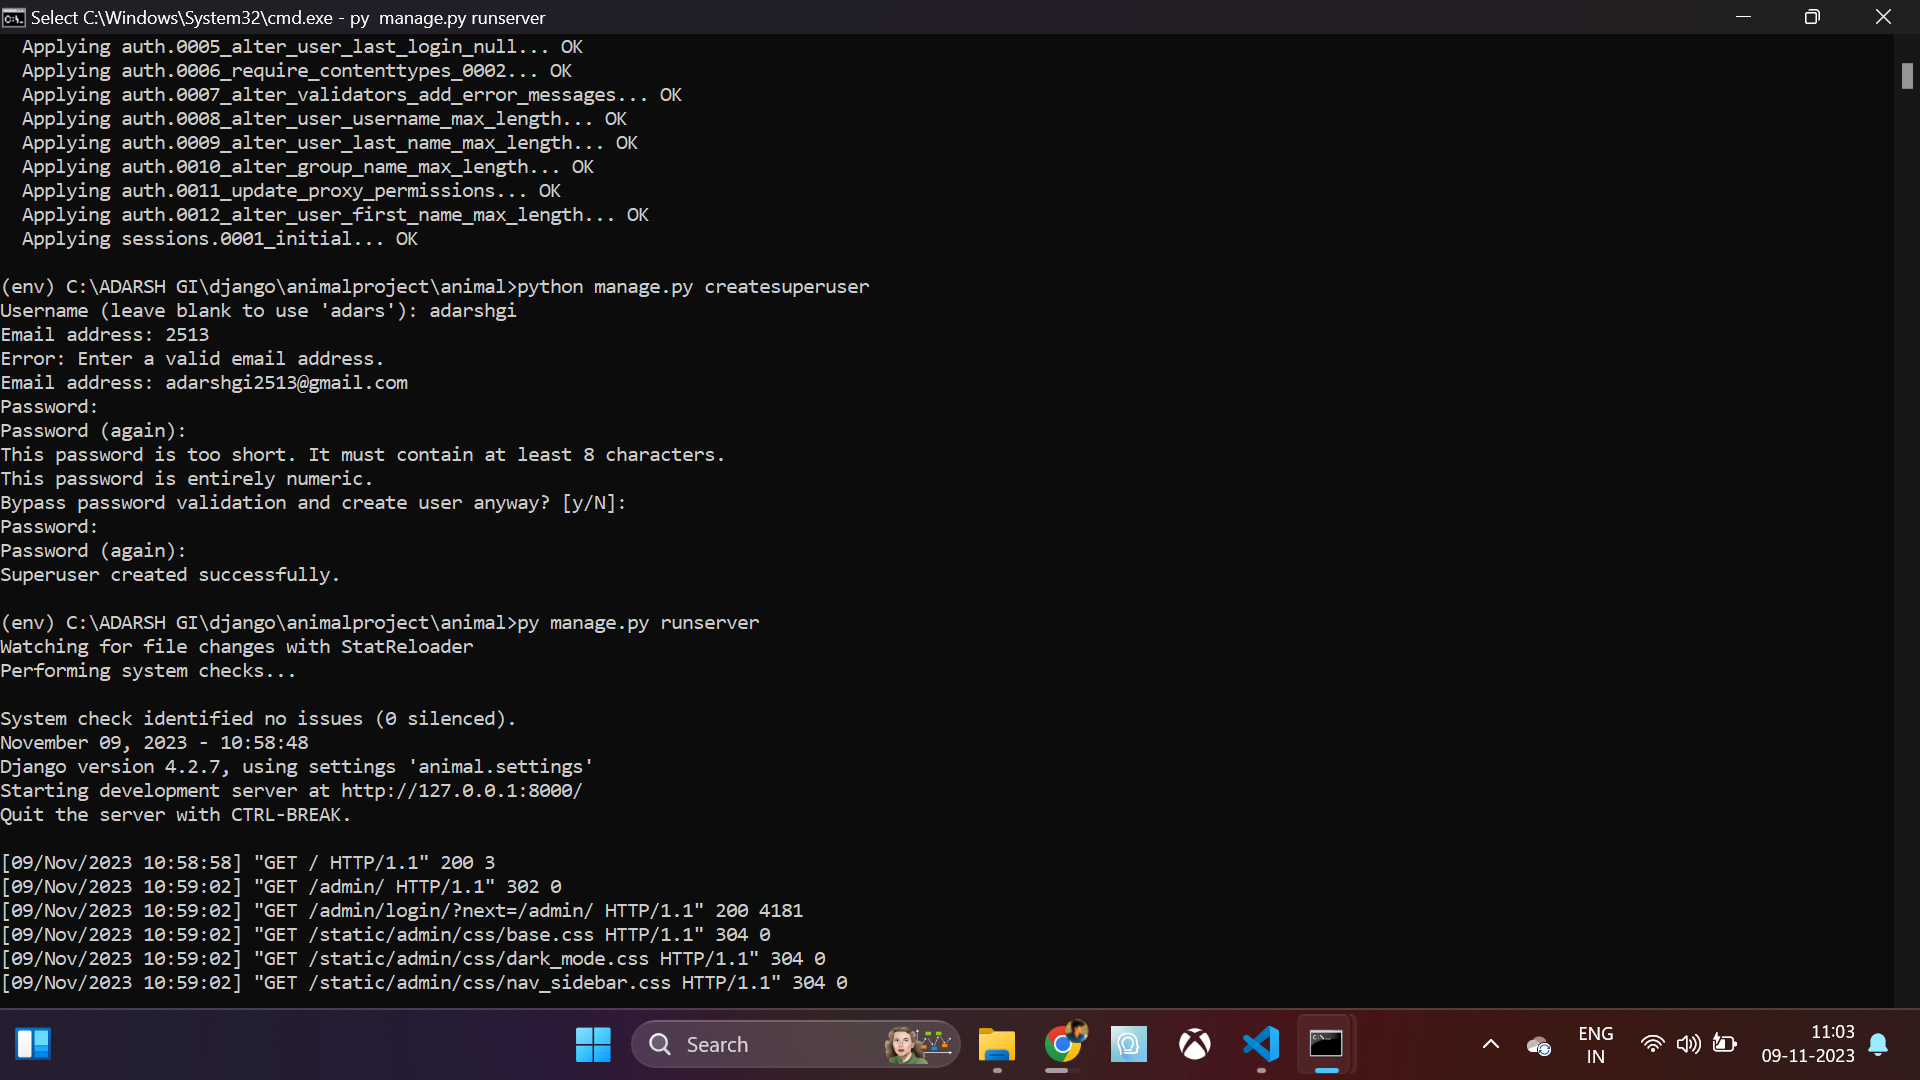 Select C:\Windows\System32\cmd.exe - py  manage.py runserver
  Applying auth.0005_alter_user_last_login_null... OK
  Applying auth.0006_require_contenttypes_0002... OK
  Applying auth.0007_alter_validators_add_error_messages... OK
  Applying auth.0008_alter_user_username_max_length... OK
  Applying auth.0009_alter_user_last_name_max_length... OK
  Applying auth.0010_alter_group_name_max_length... OK
  Applying auth.0011_update_proxy_permissions... OK
  Applying auth.0012_alter_user_first_name_max_length... OK
  Applying sessions.0001_initial... OK
(env) C:\ADARSH GI\django\animalproject\animal>python manage.py createsuperuser
Username (leave blank to use 'adars'): adarshgi
Email address: 2513
Error: Enter a valid email address.
Email address: adarshgi2513@gmail.com
Password:
Password (again):
This password is too short. It must contain at least 8 characters.
This password is entirely numeric.
Bypass password validation and create user anyway? [y/N]:
Password:
Password (again):
Superuser created successfully.
(env) C:\ADARSH GI\django\animalproject\animal>py manage.py runserver
Watching for file changes with StatReloader
Performing system checks...
System check identified no issues (0 silenced).
November 09, 2023 - 10:58:48
Django version 4.2.7, using settings 'animal.settings'
Starting development server at http://127.0.0.1:8000/
Quit the server with CTRL-BREAK.
[09/Nov/2023 10:58:58] "GET / HTTP/1.1" 200 3
[09/Nov/2023 10:59:02] "GET /admin/ HTTP/1.1" 302 0
[09/Nov/2023 10:59:02] "GET /admin/login/?next=/admin/ HTTP/1.1" 200 4181
[09/Nov/2023 10:59:02] "GET /static/admin/css/base.css HTTP/1.1" 304 0
[09/Nov/2023 10:59:02] "GET /static/admin/css/dark_mode.css HTTP/1.1" 304 0
[09/Nov/2023 10:59:02] "GET /static/admin/css/nav_sidebar.css HTTP/1.1" 304 0
Search
ENG
IN
11:03
09-11-2023